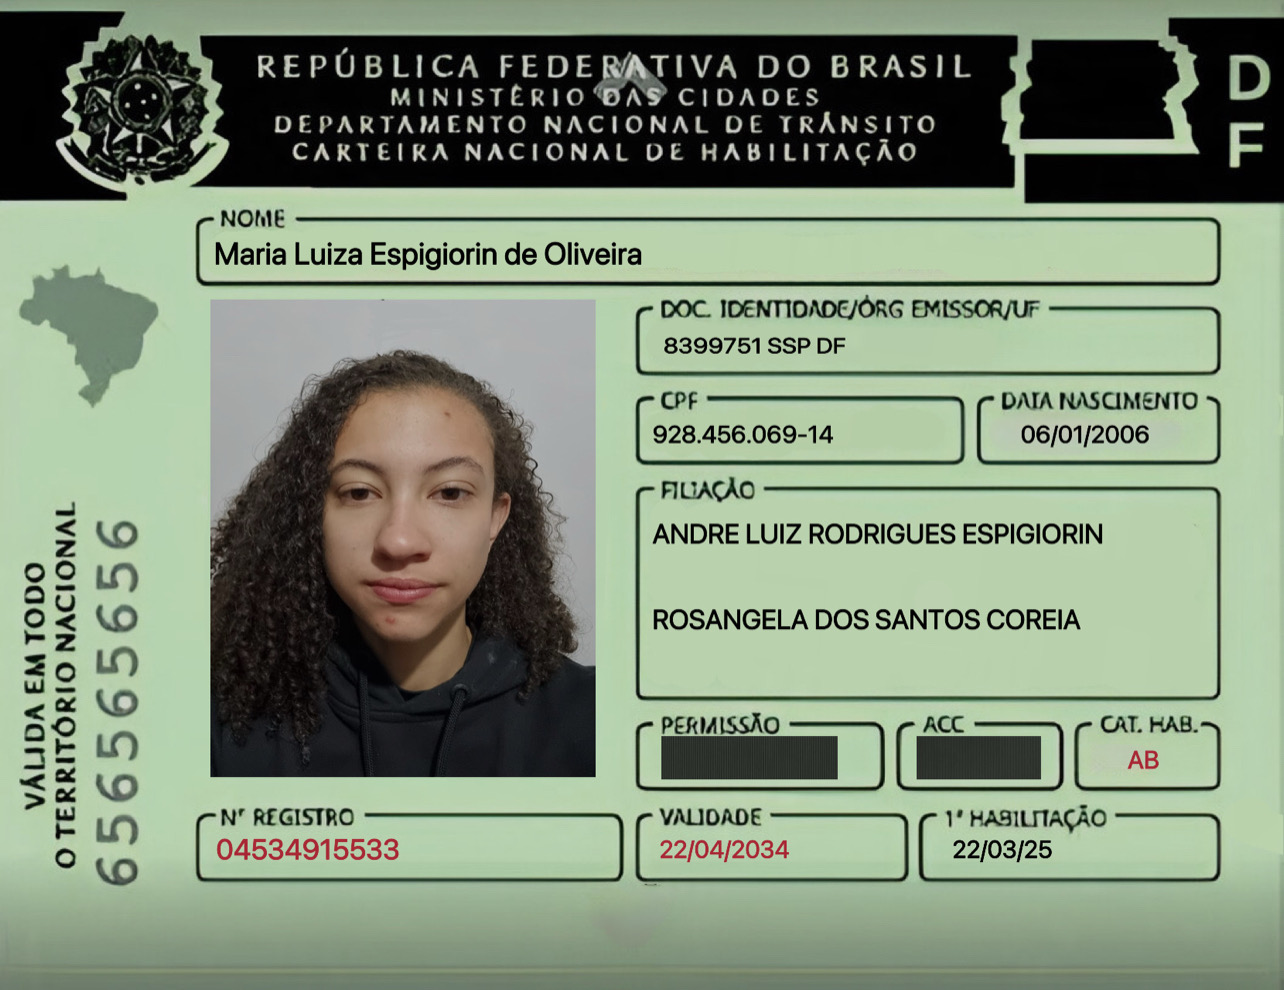 REPÚBLICA FEDERATIVA DO BRASIL
MINISTÉRIO DAS CIDADES
DEPARTAMENTO NACIONAL DE TRÂNSITO
CARTEIRA NACIONAL DE HABILITAÇÃO
DF
NOME
Maria Luiza Espigiorin de Oliveira
DOC. IDENTIDADE/ÓRG EMISSOR/UF
8399751 SSP DF
CPF
928.456.069-14
DATA NASCIMENTO
06/01/2006
FILIAÇÃO
ANDRE LUIZ RODRIGUES ESPIGIORIN
ROSANGELA DOS SANTOS COREIA
PERMISSÃO
ACC
CAT. HAB.
AB
Nº REGISTRO
04534915533
VALIDADE
22/04/2034
1ª HABILITAÇÃO
22/03/25
VÁLIDA EM TODO
O TERRITÓRIO NACIONAL
656565656